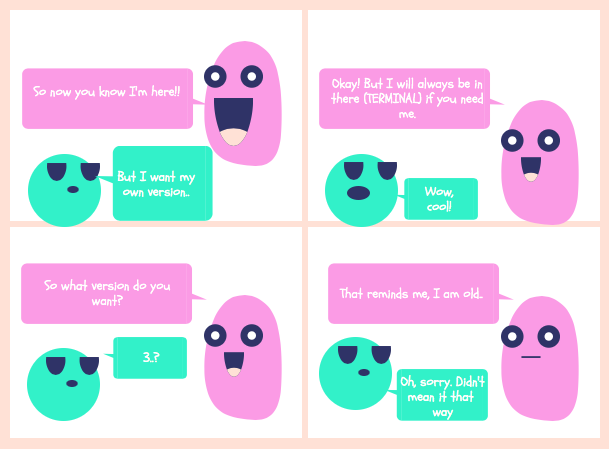 So now you know I'm here!!
But I want my
own version..
Okay! But I will always be in
there (TERMINAL) if you need
me.
Wow,
cool!
So what version do you
want?
3..?
That reminds me, I am old..
Oh, sorry. Didn't
mean it that
way